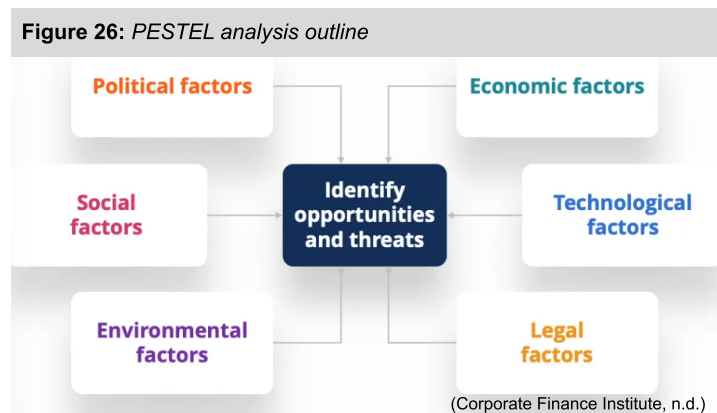 Figure 26: PESTEL analysis outline
Political factors
Economic factors
Social
factors
Identify
opportunities
and threats
Technological
factors
Environmental
factors
Legal
factors
(Corporate Finance Institute, n.d.)